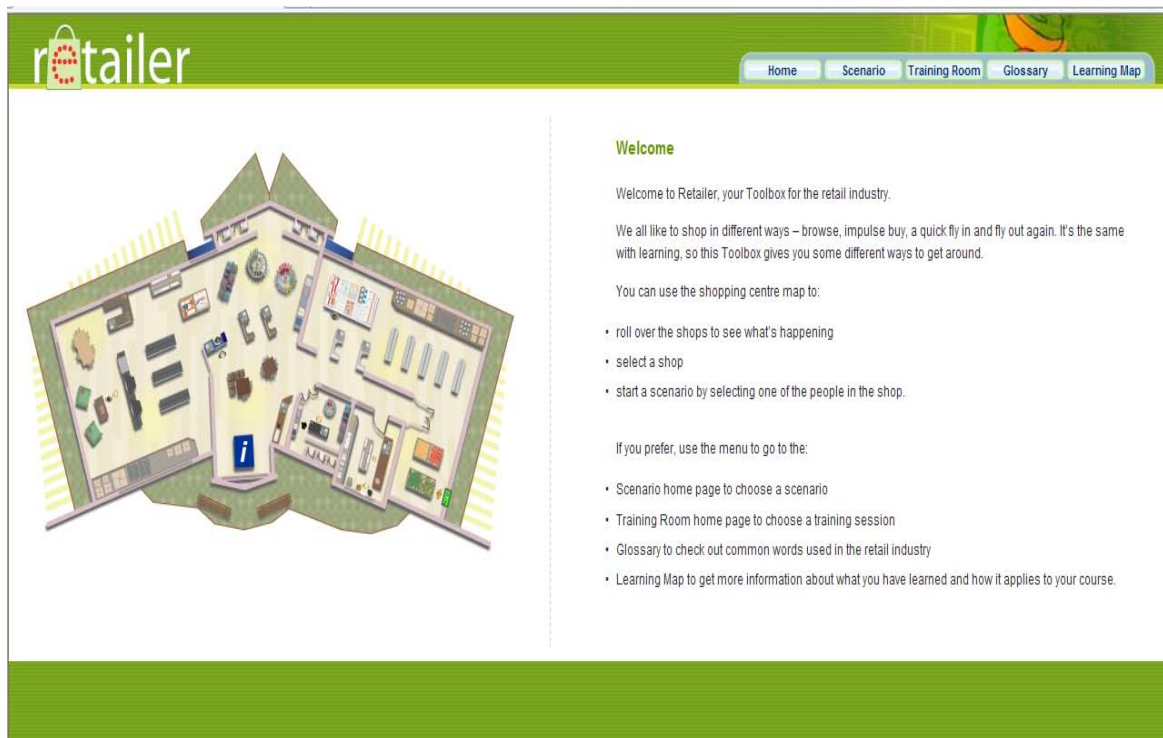 retailer
Home Scenario Training Room Glossary Learning Map
Welcome
Welcome to Retailer, your Toolbox for the retail industry.
We all like to shop in different ways – browse, impulse buy, a quick fly in and fly out again. It's the same
with learning, so this Toolbox gives you some different ways to get around.
You can use the shopping centre map to:
• roll over the shops to see what's happening
• select a shop
• start a scenario by selecting one of the people in the shop.
If you prefer, use the menu to go to the:
• Scenario home page to choose a scenario
• Training Room home page to choose a training session
• Glossary to check out common words used in the retail industry
• Learning Map to get more information about what you have learned and how it applies to your course.
i